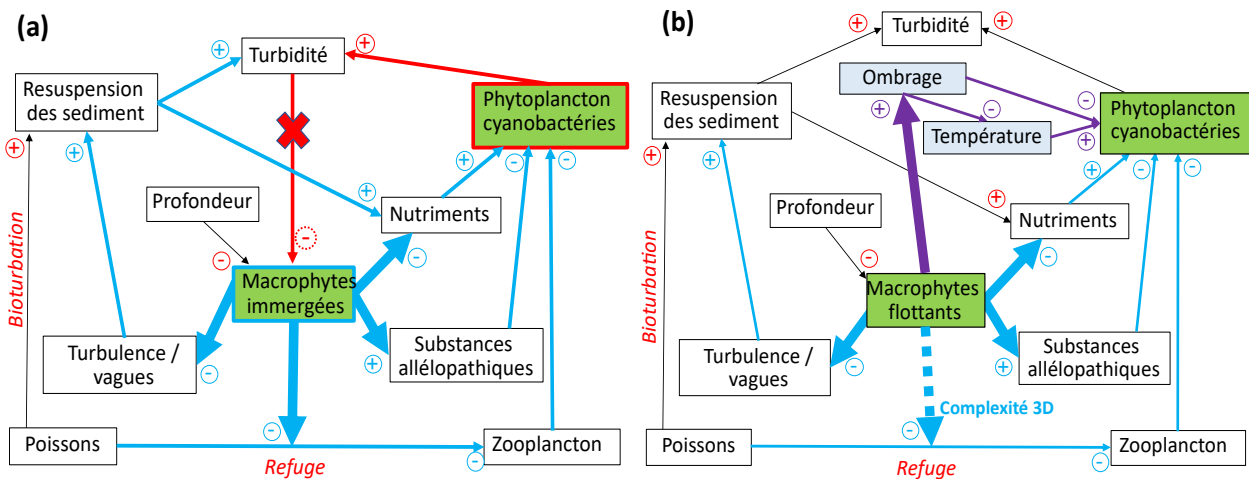 (a)
Turbidité
+
+
Resuspension
des sediment
Phytoplancton
cyanobactéries
+
+
+
-
-
+
Profondeur
Nutriments
-
-
-
Bioturbation
Macrophytes
immergées
Turbulence /
vagues
-
+
Substances
allélopathiques
-
Poissons
Refuge
-
Zooplancton
(b)
+
Turbidité
+
Ombrage
Resuspension
des sediment
+
-
-
Phytoplancton
cyanobactéries
Température
+
+
+
+
-
-
Profondeur
+
Nutriments
-
-
Bioturbation
Macrophytes
flottants
Turbulence /
vagues
-
+
Substances
allélopathiques
Complexité 3D
-
Poissons
Refuge
-
Zooplancton